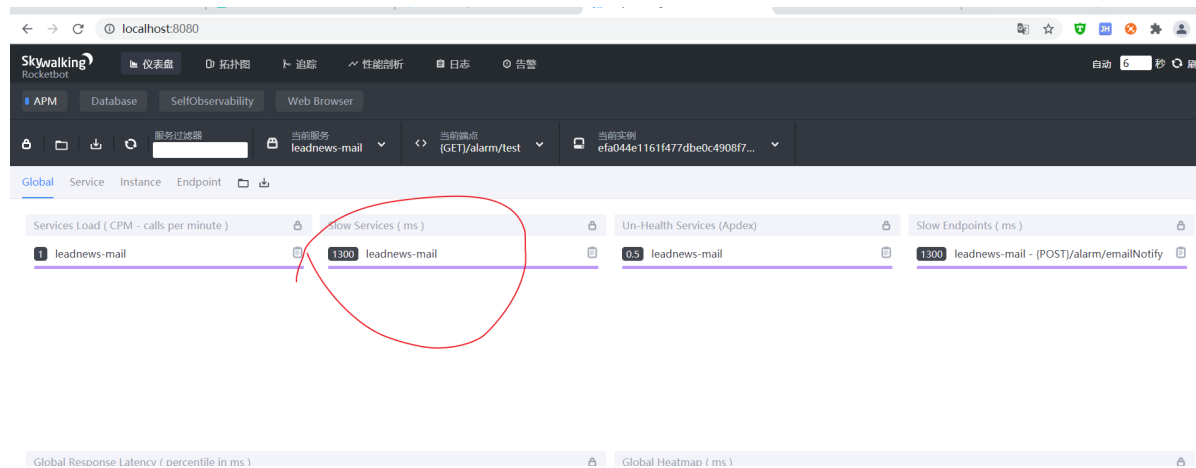 localhost:8080
JH
Skywalking
Rocketbot
仪表盘 拓扑图 追踪 性能剖析 日志 告警 自动 6 秒
APM Database SelfObservability Web Browser
服务过滤器 当前服务 当前端点 当前实例
leadnews-mail {GET}/alarm/test efa044e1161f477dbe0c4908f7...
Global Service Instance Endpoint
Services Load ( CPM - calls per minute ) Slow Services ( ms ) Un-Health Services (Apdex) Slow Endpoints ( ms )
1 leadnews-mail 1300 leadnews-mail 0.5 leadnews-mail 1300 leadnews-mail - {POST}/alarm/emailNotify
Global Response Latency ( percentile in ms ) Global Heatmap ( ms )